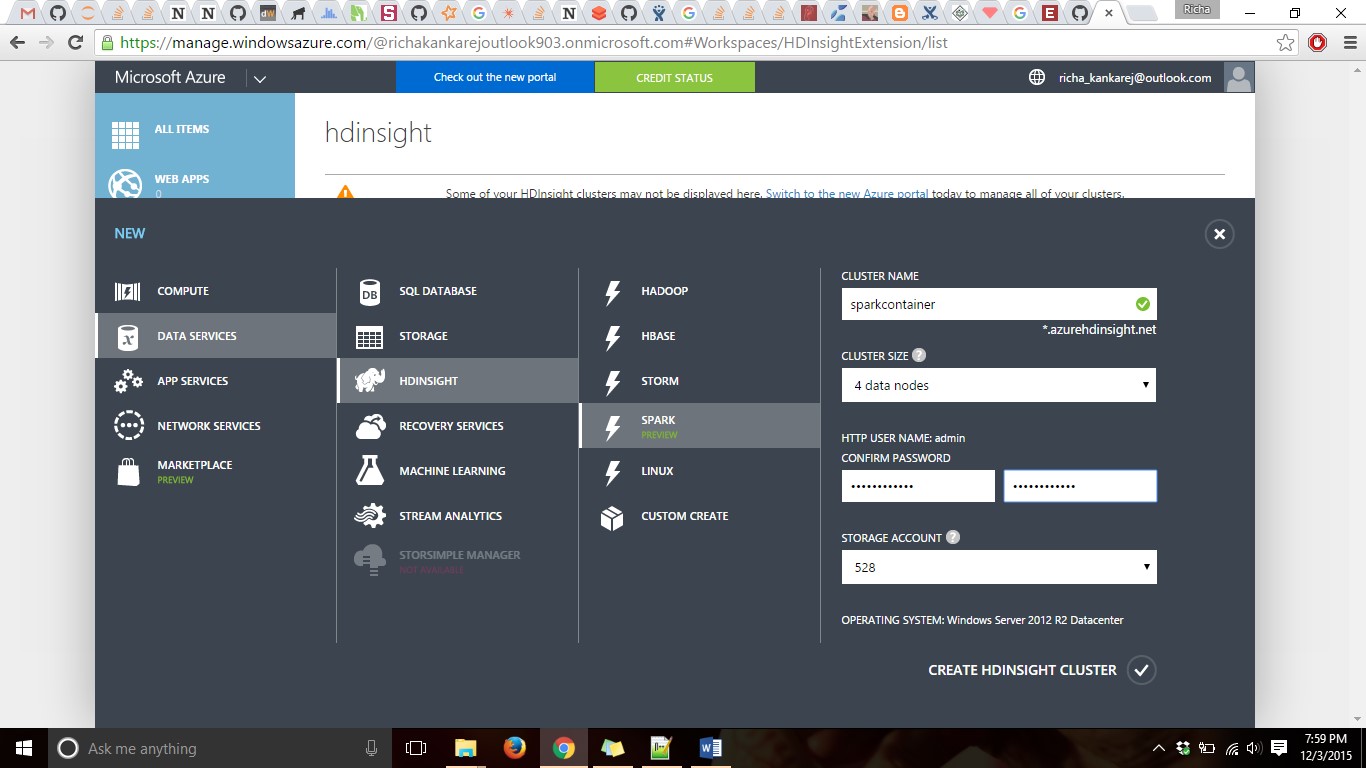 Richa
https://manage.windowsazure.com/@richakankarejoutlook903.onmicrosoft.com#Workspaces/HDInsightExtension/list
Microsoft Azure
Check out the new portal
CREDIT STATUS
richa_kankarej@outlook.com
ALL ITEMS
WEB APPS
0
hdinsight
Some of your HDInsight clusters may not be displayed here. Switch to the new Azure portal today to manage all of your clusters.
NEW
COMPUTE
DATA SERVICES
APP SERVICES
NETWORK SERVICES
MARKETPLACE
PREVIEW
DB
SQL DATABASE
STORAGE
HDINSIGHT
RECOVERY SERVICES
MACHINE LEARNING
STREAM ANALYTICS
STORSIMPLE MANAGER
NOT AVAILABLE
HADOOP
HBASE
STORM
SPARK
PREVIEW
LINUX
CUSTOM CREATE
CLUSTER NAME
sparkcontainer
*.azurehdinsight.net
CLUSTER SIZE ?
4 data nodes
HTTP USER NAME: admin
CONFIRM PASSWORD
•••••••••••• ••••••••••••
STORAGE ACCOUNT ?
528
OPERATING SYSTEM: Windows Server 2012 R2 Datacenter
CREATE HDINSIGHT CLUSTER
Ask me anything
7:59 PM
12/3/2015